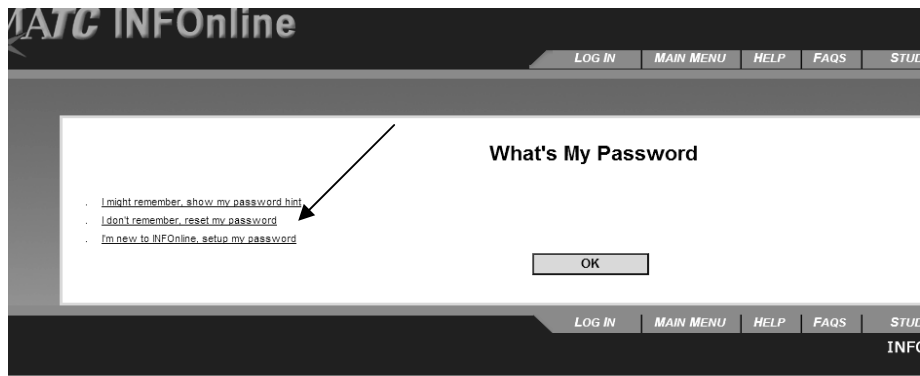 MATC INFOnline
LOG IN MAIN MENU HELP FAQS
What's My Password
. I might remember, show my password hint
. I don't remember, reset my password
. I'm new to INFOnline, setup my password
OK
LOG IN MAIN MENU HELP FAQS